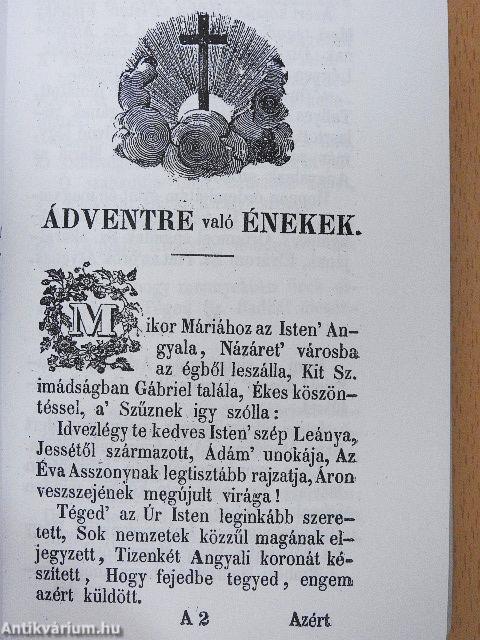 ÁDVENTRE való ÉNEKEK.
Mikor Máriához az Isten' An-
gyala, Názáret' városba
az égből leszálla, Kit Sz.
imádságban Gábriel talála, Ékes köszön-
téssel, a' Szűznek igy szólla:
Idvezlégy te kedves Isten' szép Leánya,
Jessétől származott, Ádám' unokája, Az
Éva Asszonynak legtisztább rajzatja, Áron
veszszejének megújult virága!
Téged' az Úr Isten leginkább szere-
tett, Sok nemzetek közzűl magának el-
jegyzett, Tizenkét Angyali koronát ké-
szített, Hogy fejedbe tegyed, engem
azért küldött.
A 2 Azért
Antikvárium.hu